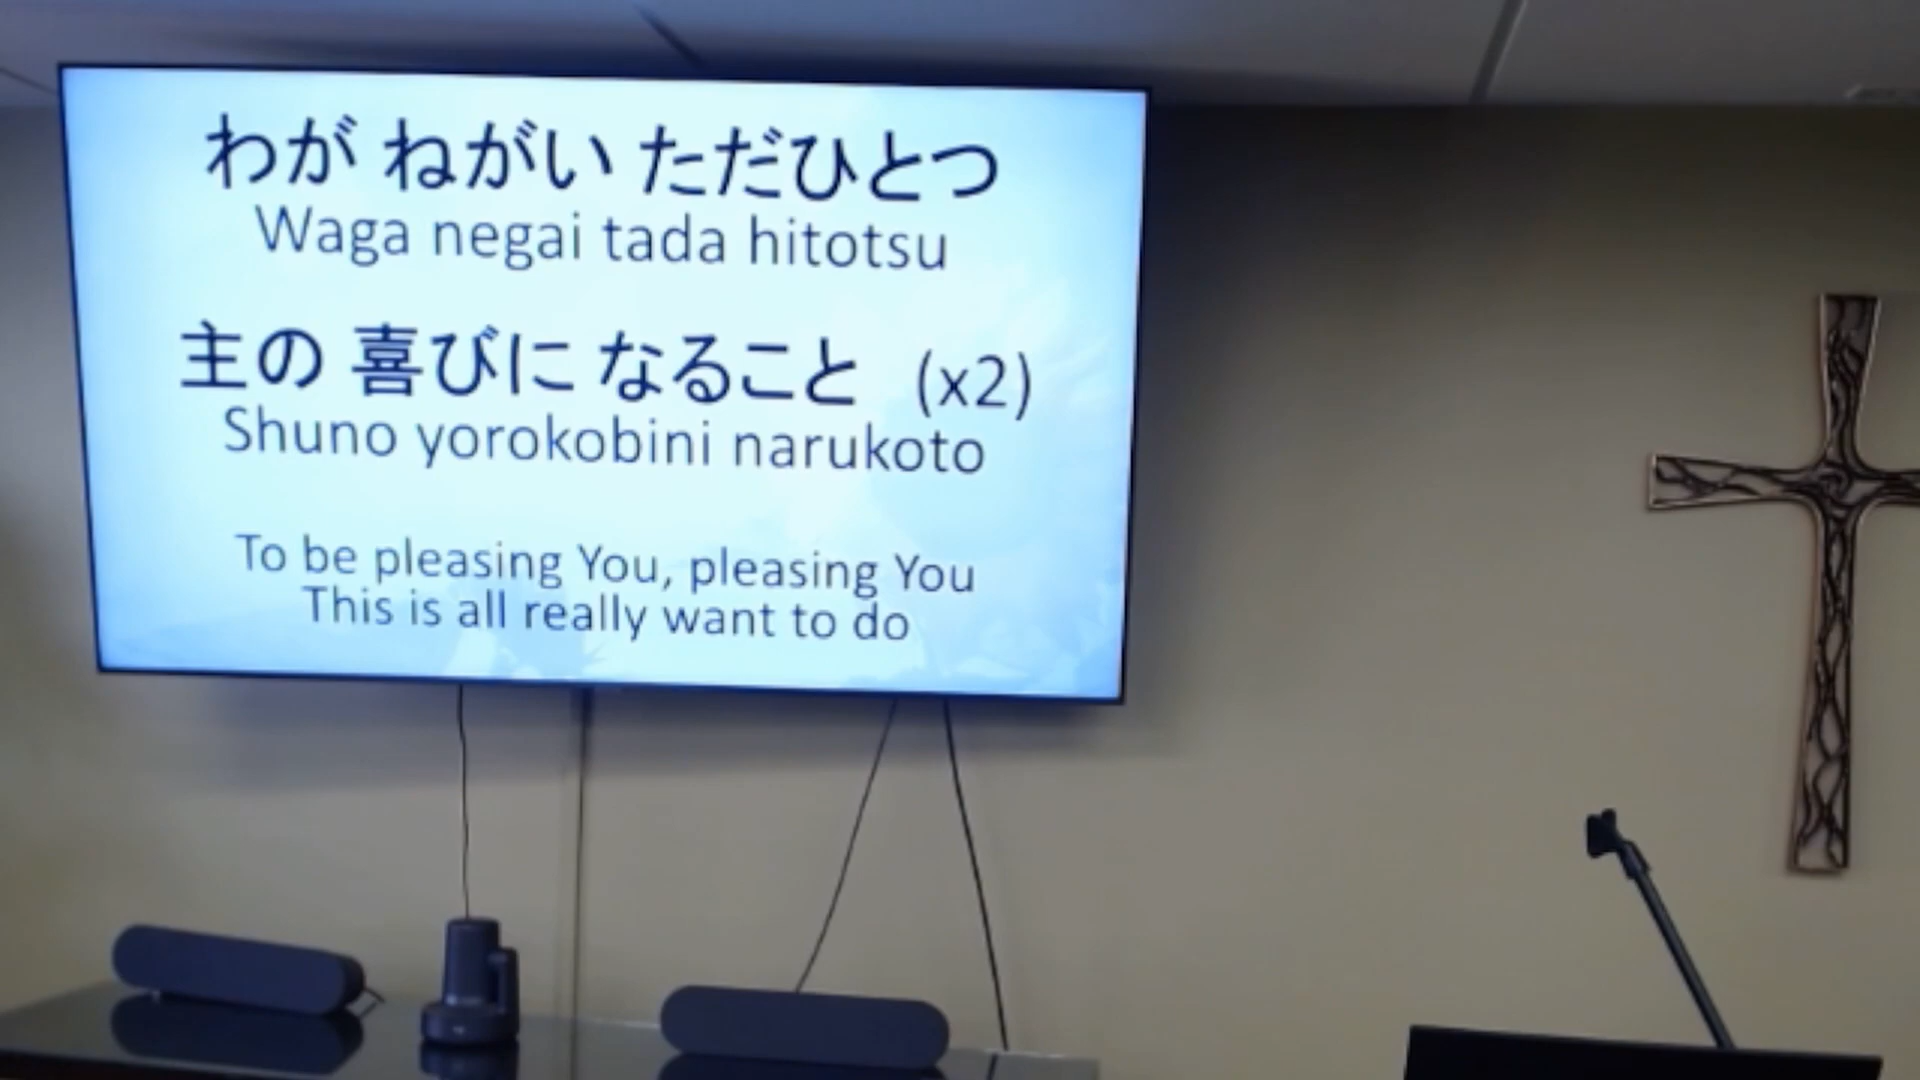 わが ねがい ただひとつ
Waga negai tada hitotsu
主の 喜びに なること (x2)
Shuno yorokobini narukoto
To be pleasing You, pleasing You
This is all really want to do